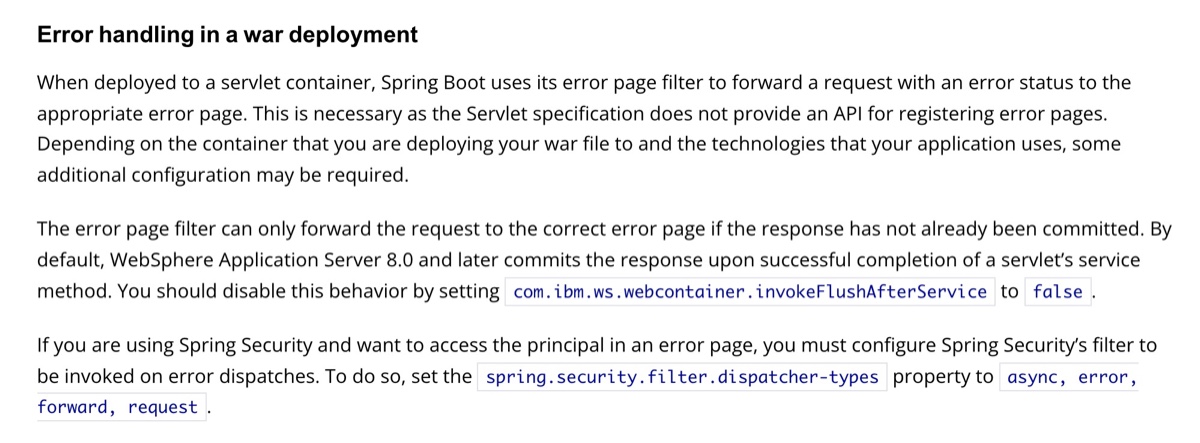 Error handling in a war deployment
When deployed to a servlet container, Spring Boot uses its error page filter to forward a request with an error status to the
appropriate error page. This is necessary as the Servlet specification does not provide an API for registering error pages.
Depending on the container that you are deploying your war file to and the technologies that your application uses, some
additional configuration may be required.
The error page filter can only forward the request to the correct error page if the response has not already been committed. By
default, WebSphere Application Server 8.0 and later commits the response upon successful completion of a servlet’s service
method. You should disable this behavior by setting com.ibm.ws.webcontainer.invokeFlushAfterService to false .
If you are using Spring Security and want to access the principal in an error page, you must configure Spring Security’s filter to
be invoked on error dispatches. To do so, set the spring.security.filter.dispatcher-types property to async, error,
forward, request .